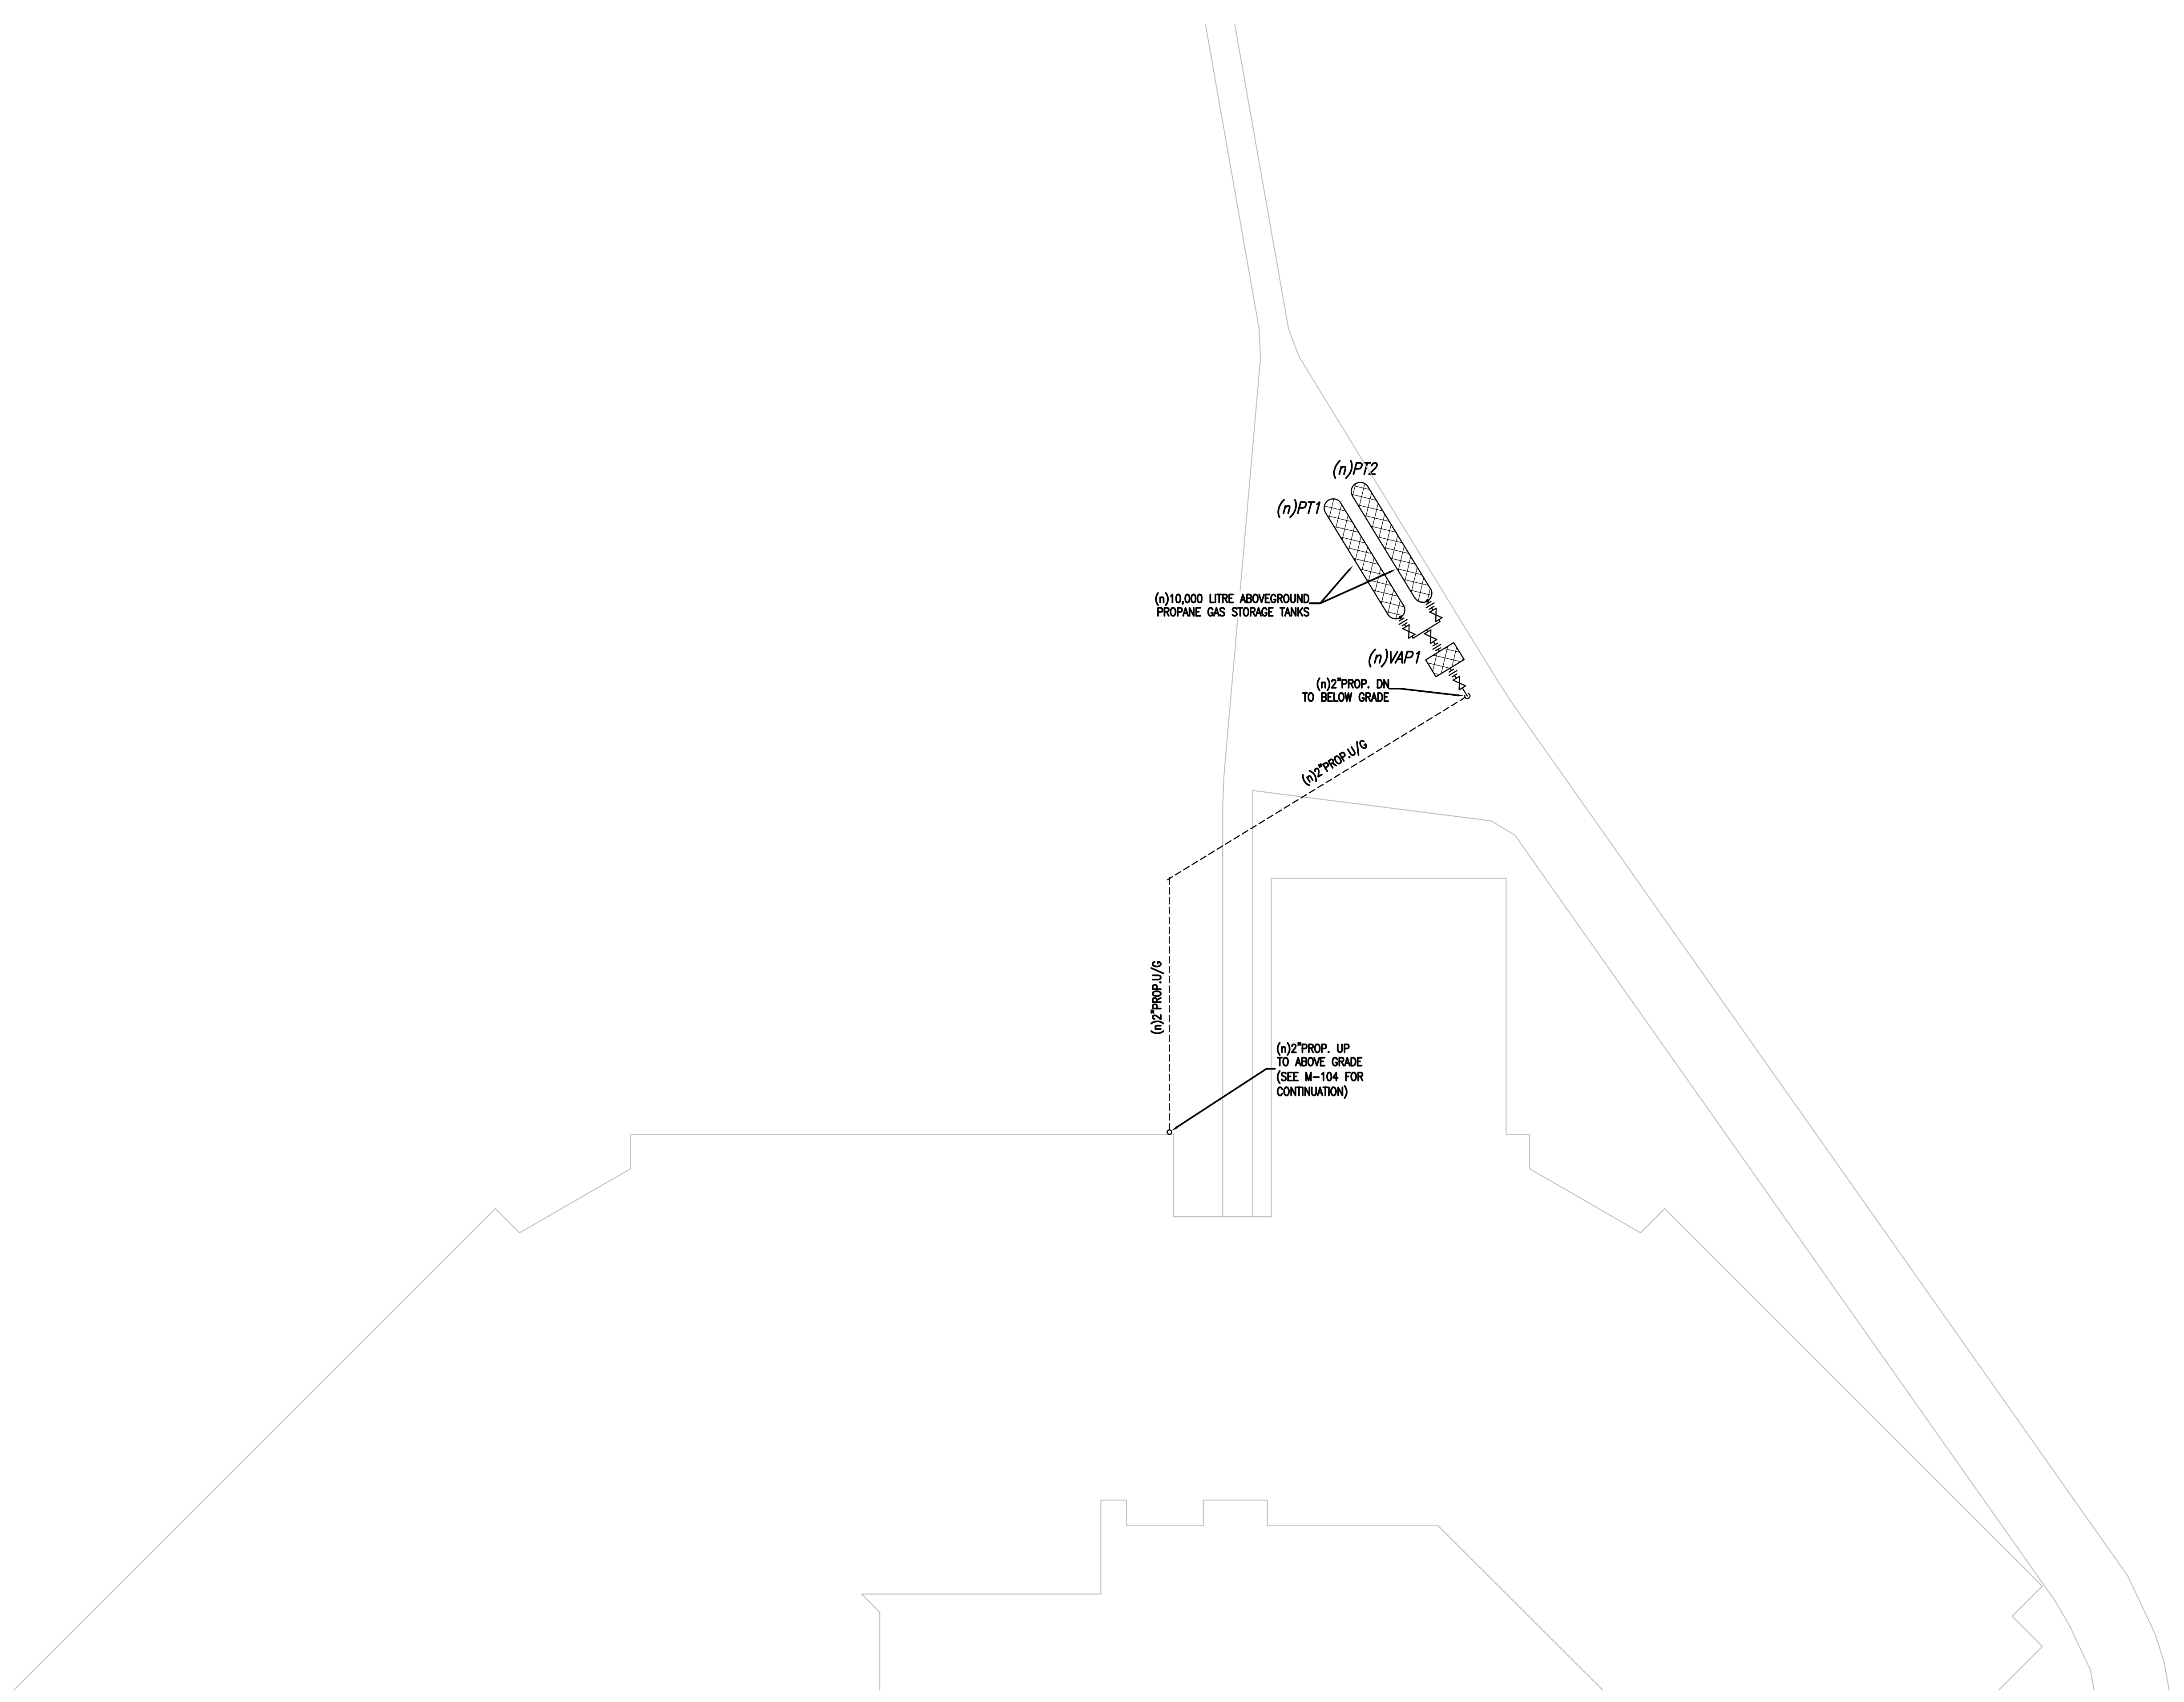 (n)PT2
(n)PT1
(n)10,000 LITRE ABOVEGROUND
PROPANE GAS STORAGE TANKS
(n)VAP1
(n)2"PROP. DN
TO BELOW GRADE
(n)2"PROP.U/G
(n)2"PROP.U/G
(n)2"PROP. UP
TO ABOVE GRADE
(SEE M-104 FOR
CONTINUATION)